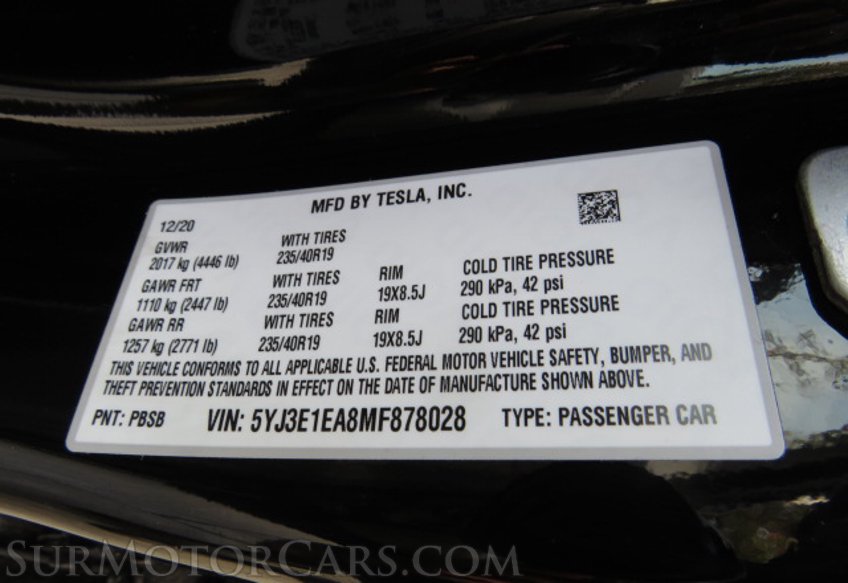 MFD BY TESLA, INC.
12/20
GVWR WITH TIRES
2017 kg (4446 lb) 235/40R19
GAWR FRT WITH TIRES RIM COLD TIRE PRESSURE
1110 kg (2447 lb) 235/40R19 19X8.5J 290 kPa, 42 psi
GAWR RR WITH TIRES RIM COLD TIRE PRESSURE
1257 kg (2771 lb) 235/40R19 19X8.5J 290 kPa, 42 psi
THIS VEHICLE CONFORMS TO ALL APPLICABLE U.S. FEDERAL MOTOR VEHICLE SAFETY, BUMPER, AND
THEFT PREVENTION STANDARDS IN EFFECT ON THE DATE OF MANUFACTURE SHOWN ABOVE.
PNT: PBSB VIN: 5YJ3E1EA8MF878028 TYPE: PASSENGER CAR
SURMOTORCARS.COM